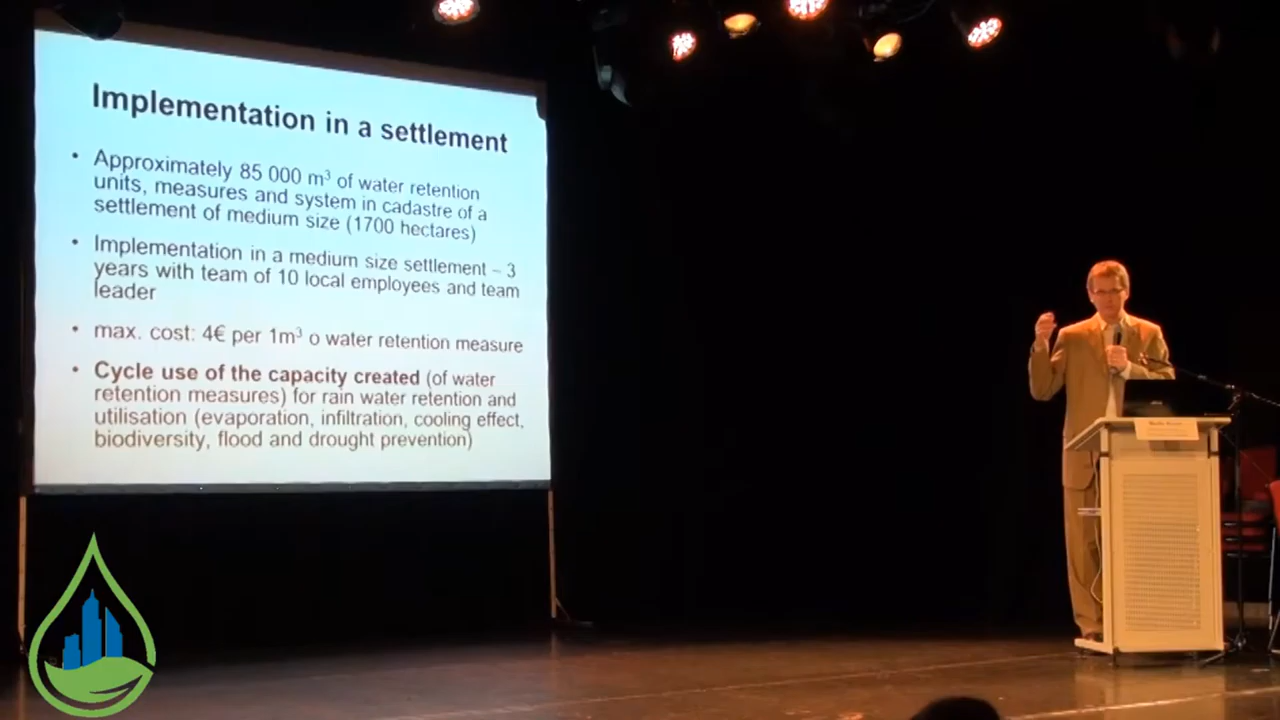 Implementation in a settlement
• Approximately 85 000 m³ of water retention
units, measures and system in cadastre of a
settlement of medium size (1700 hectares)
• Implementation in a medium size settlement – 3
years with team of 10 local employees and team
leader
• max. cost: 4€ per 1m³ o water retention measure
• Cycle use of the capacity created (of water
retention measures) for rain water retention and
utilisation (evaporation, infiltration, cooling effect,
biodiversity, flood and drought prevention)